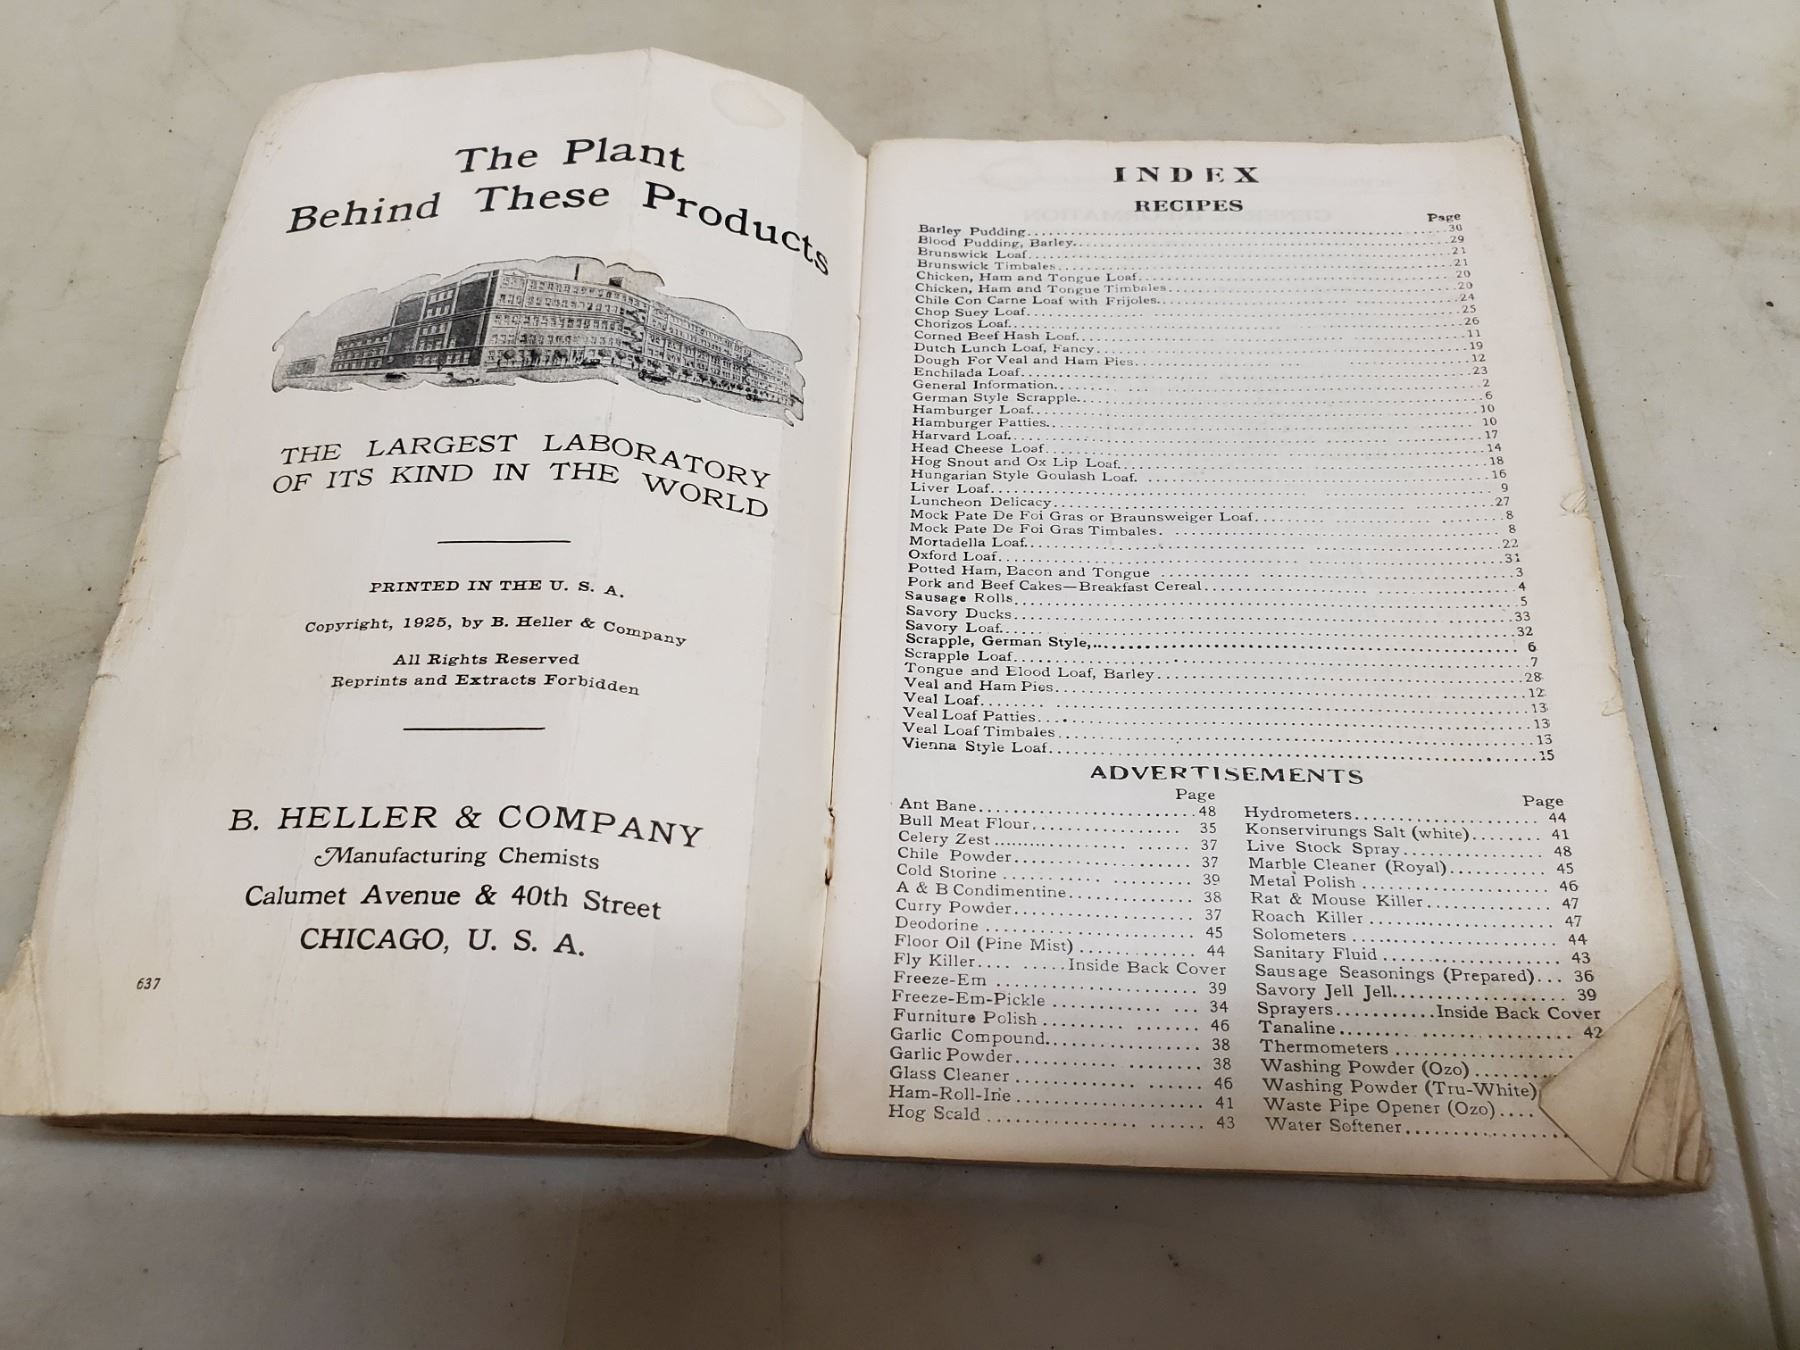 The Plant
Behind These Products
THE LARGEST LABORATORY
OF ITS KIND IN THE WORLD
PRINTED IN THE U. S. A.
Copyright, 1925, by B. Heller & Company
All Rights Reserved
Reprints and Extracts Forbidden
B. HELLER & COMPANY
Manufacturing Chemists
Calumet Avenue & 40th Street
CHICAGO, U. S. A.
637
INDEX
RECIPES
Page
Barley Pudding 30
Blood Pudding, Barley 29
Brunswick Loaf 21
Brunswick Timbales 21
Chicken, Ham and Tongue Loaf 20
Chicken, Ham and Tongue Timbales 20
Chile Con Carne Loaf with Frijoles 24
Chop Suey Loaf 25
Chorizos Loaf 26
Corned Beef Hash Loaf 11
Dutch Lunch Loaf, Fancy 19
Dough For Veal and Ham Pies 12
Enchilada Loaf 23
General Information 2
German Style Scrapple 6
Hamburger Loaf 10
Hamburger Patties 10
Harvard Loaf 17
Head Cheese Loaf 14
Hog Snout and Ox Lip Loaf 18
Hungarian Style Goulash Loaf 16
Liver Loaf 9
Luncheon Delicacy 27
Mock Pate De Foi Gras or Braunsweiger Loaf 8
Mock Pate De Foi Gras Timbales 8
Mortadella Loaf 22
Oxford Loaf 31
Potted Ham, Bacon and Tongue 3
Pork and Beef Cakes—Breakfast Cereal 4
Sausage Rolls 5
Savory Ducks 33
Savory Loaf 32
Scrapple, German Style, 6
Scrapple Loaf 7
Tongue and Elood Loaf, Barley 28
Veal and Ham Pies 12
Veal Loaf 13
Veal Loaf Patties 13
Veal Loaf Timbales 13
Vienna Style Loaf 15
ADVERTISEMENTS
Page
Ant Bane 48
Bull Meat Flour 35
Celery Zest 37
Chile Powder 37
Cold Storine 39
A & B Condimentine 38
Curry Powder 37
Deodorine 45
Floor Oil (Pine Mist) 44
Fly Killer Inside Back Cover
Freeze-Em 39
Freeze-Em-Pickle 34
Furniture Polish 46
Garlic Compound 38
Garlic Powder 38
Glass Cleaner 46
Ham-Roll-Ine 41
Hog Scald 43
Page
Hydrometers 44
Konservirungs Salt (white) 41
Live Stock Spray 48
Marble Cleaner (Royal) 45
Metal Polish 46
Rat & Mouse Killer 47
Roach Killer 47
Solometers 44
Sanitary Fluid 43
Sausage Seasonings (Prepared) 36
Savory Jell Jell 39
Sprayers Inside Back Cover
Tanaline 42
Thermometers
Washing Powder (Ozo)
Washing Powder (Tru-White)
Waste Pipe Opener (Ozo)
Water Softener